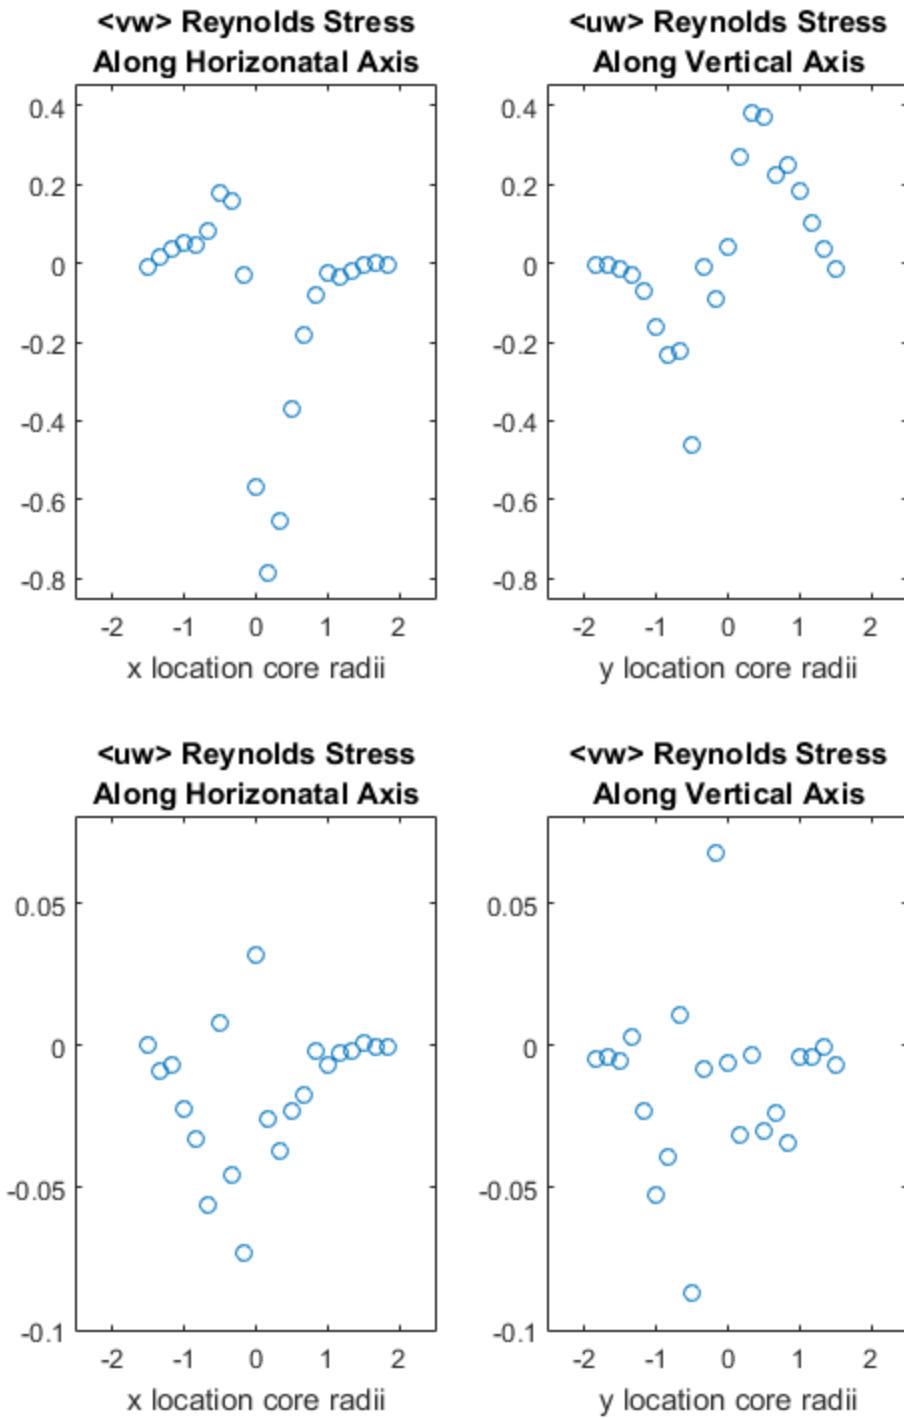 <vw> Reynolds Stress
Along Horizonatal Axis
0.4
0.2
0
-0.2
-0.4
-0.6
-0.8
-2 -1 0 1 2
x location core radii
<uw> Reynolds Stress
Along Vertical Axis
0.4
0.2
0
-0.2
-0.4
-0.6
-0.8
-2 -1 0 1 2
y location core radii
<uw> Reynolds Stress
Along Horizonatal Axis
0.05
0
-0.05
-0.1
-2 -1 0 1 2
x location core radii
<vw> Reynolds Stress
Along Vertical Axis
0.05
0
-0.05
-0.1
-2 -1 0 1 2
y location core radii